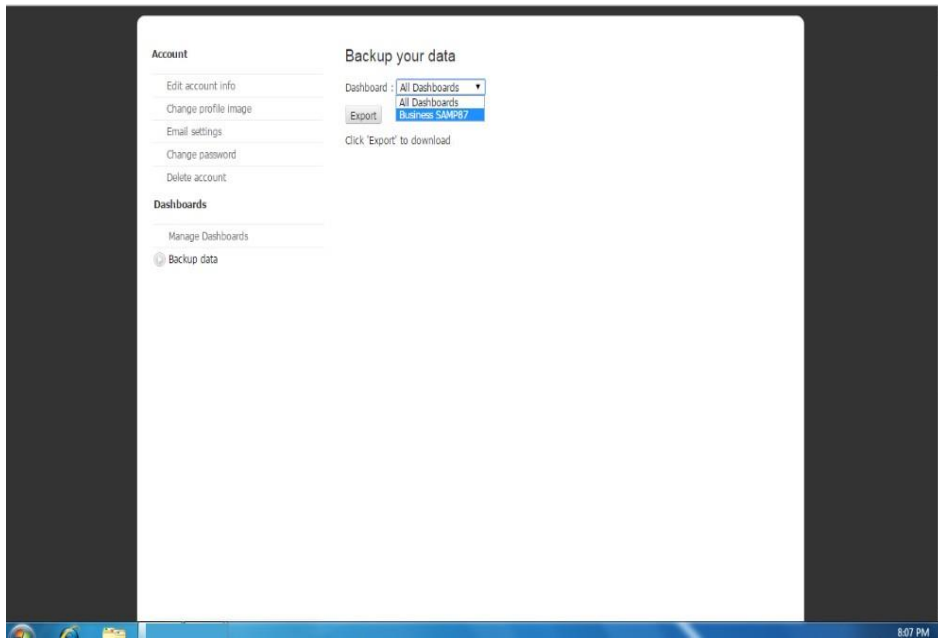 Account
Edit account info
Change profile image
Email settings
Change password
Delete account
Dashboards
Manage Dashboards
Backup data
Backup your data
Dashboard : All Dashboards
All Dashboards
Business SAMP87
Export
Click 'Export' to download
8:07 PM